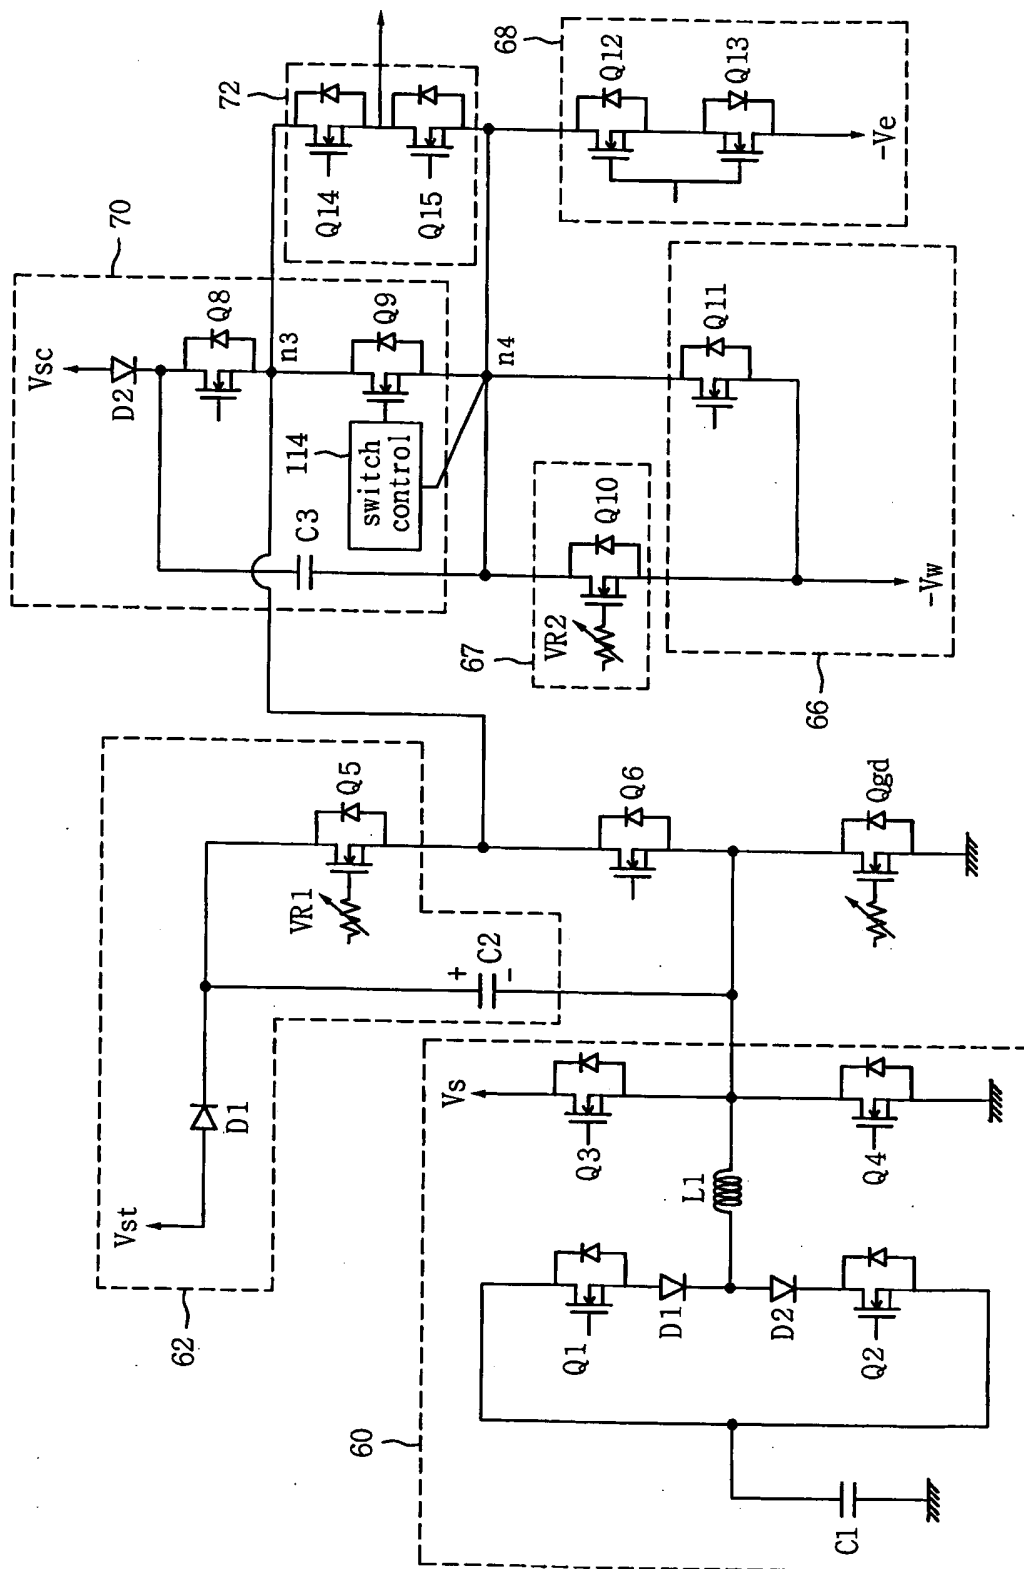 60
C1
Q1
D1
D2
Q2
L1
Vs
Q3
Q4
62
Vst
D1
+
C2
-
VR1
Q5
Q6
Qgd
70
Vsc
D2
C3
114
switch
control
Q8
n3
Q9
n4
67
VR2
Q10
66
Q11
-Vw
72
Q14
Q15
68
Q12
Q13
-Ve